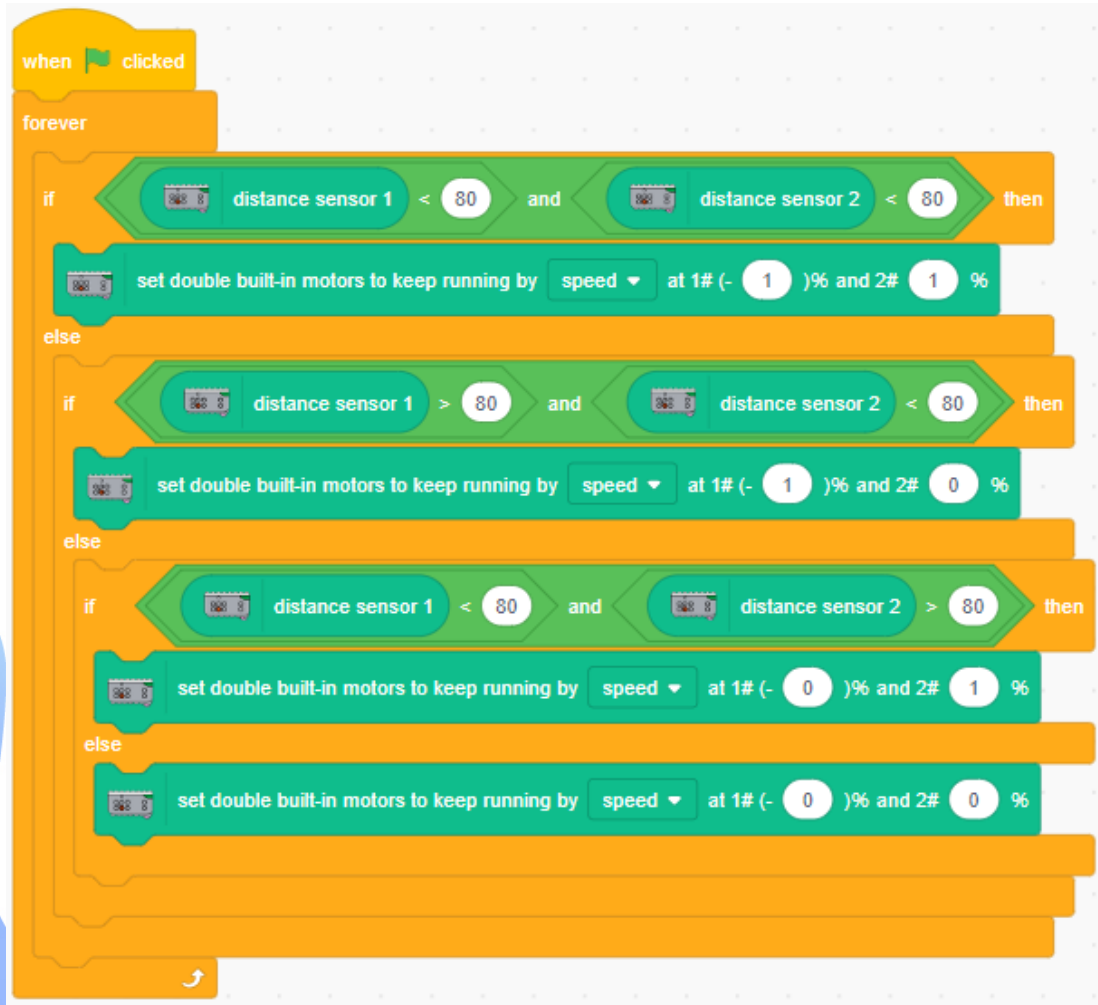 when clicked
forever
if distance sensor 1 < 80 and distance sensor 2 < 80 then
set double built-in motors to keep running by speed at 1# (- 1 )% and 2# 1 %
else
if distance sensor 1 > 80 and distance sensor 2 < 80 then
set double built-in motors to keep running by speed at 1# (- 1 )% and 2# 0 %
else
if distance sensor 1 < 80 and distance sensor 2 > 80 then
set double built-in motors to keep running by speed at 1# (- 0 )% and 2# 1 %
else
set double built-in motors to keep running by speed at 1# (- 0 )% and 2# 0 %